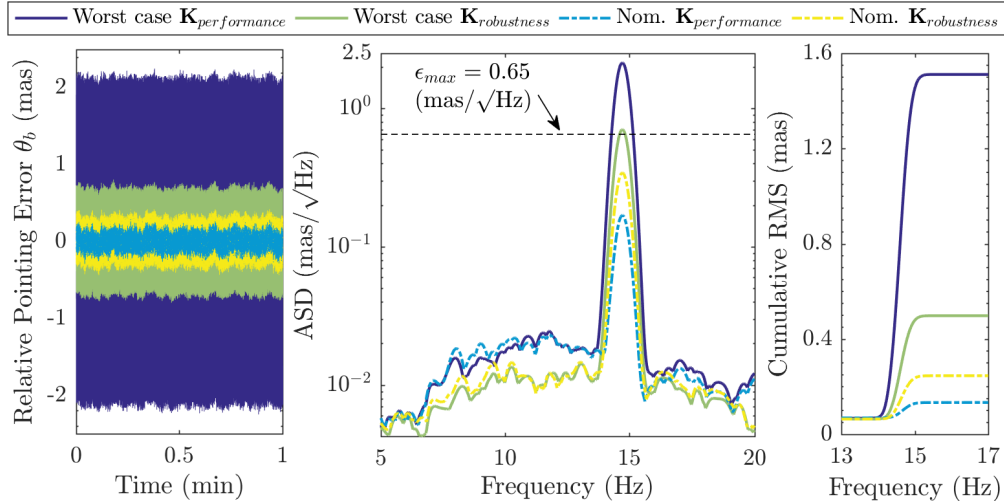 Worst case K_performance Worst case K_robustness Nom. K_performance Nom. K_robustness
Relative Pointing Error θ_b (mas)
2
1
0
-1
-2
0 0.5 1
Time (min)
ASD (mas/√Hz)
2.5
10^0
10^-1
10^-2
ϵ_max = 0.65
(mas/√Hz)
5 10 15 20
Frequency (Hz)
Cumulative RMS (mas)
1.6
1.2
0.8
0.4
0
13 15 17
Frequency (Hz)